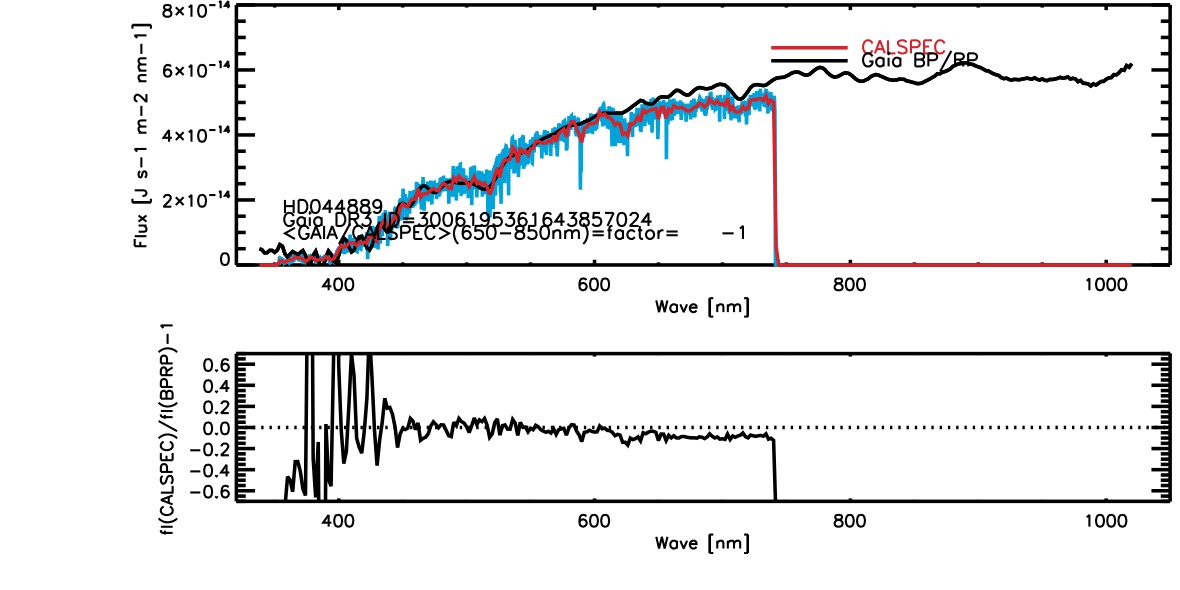 8×10−14
6×10−14
4×10−14
2×10−14
0
Flux [J s−1 m−2 nm−1]
CALSPEC
Gaia BP/RP
HD044889
Gaia DR3 ID=3006195361643857024
<GAIA/CALSPEC>(650−850nm)=factor= −1
400 600 800 1000
Wave [nm]
fl(CALSPEC)/fl(BPRP)−1
0.6
0.4
0.2
0.0
−0.2
−0.4
−0.6
400 600 800 1000
Wave [nm]